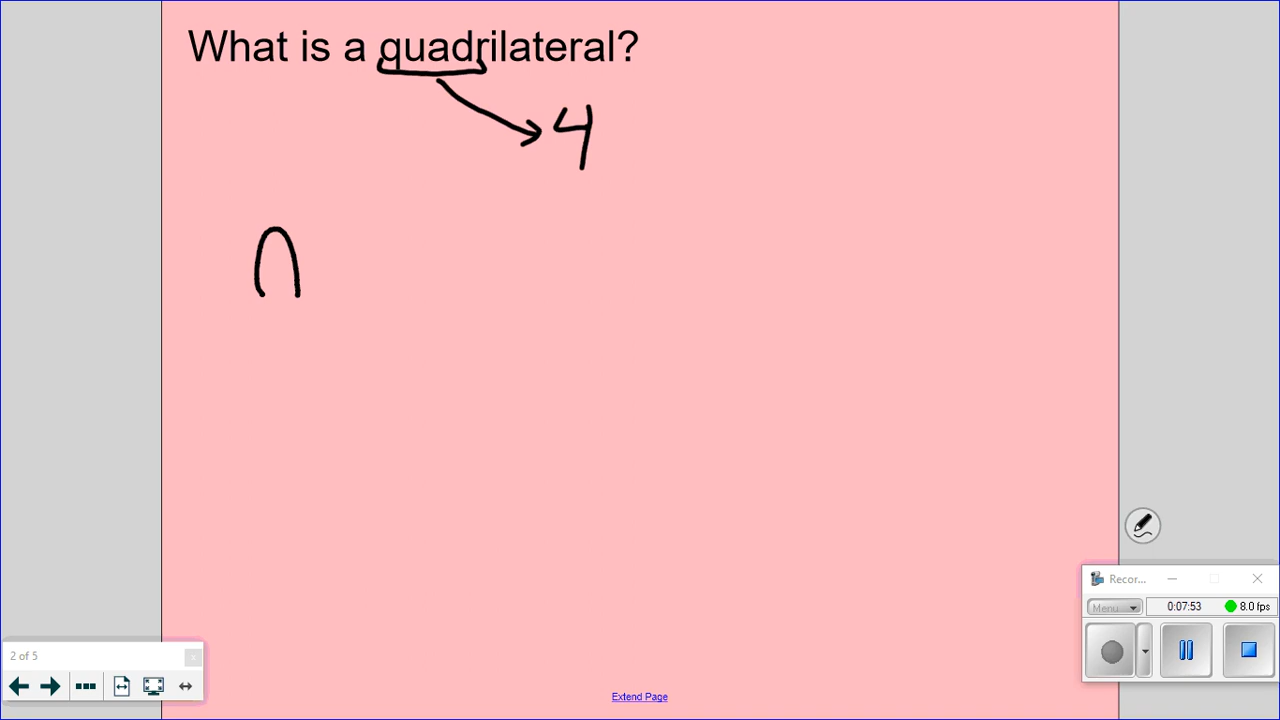 What is a quadrilateral?
4
Recor...
Menu
0:07:53
8.0 fps
2 of 5
Extend Page